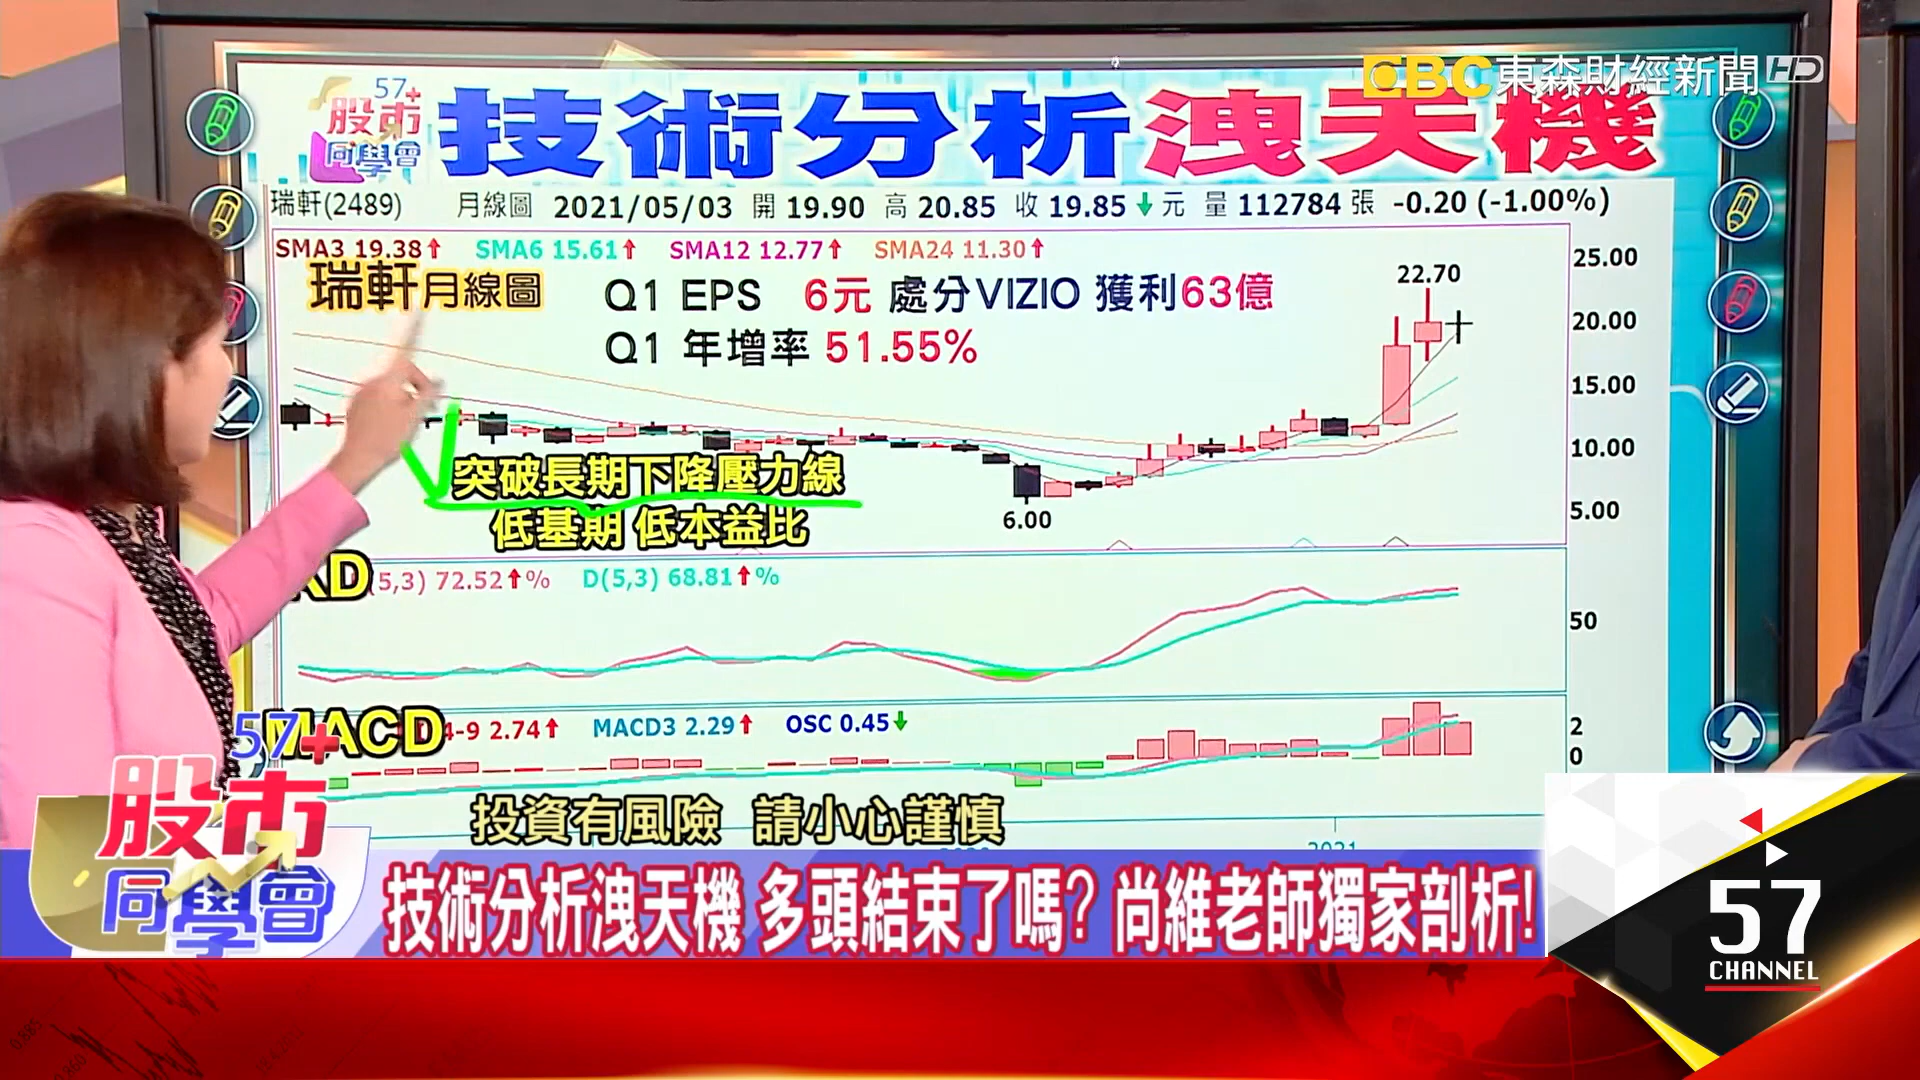 EBC 東森財經新聞 HD
57+
股市
同學會
技術分析洩天機
瑞軒(2489) 月線圖 2021/05/03 開 19.90 高 20.85 收 19.85↓元 量 112784 張 -0.20 (-1.00%)
SMA3 19.38↑ SMA6 15.61↑ SMA12 12.77↑ SMA24 11.30↑
瑞軒月線圖
Q1 EPS 6元 處分VIZIO 獲利63億
Q1 年增率 51.55%
22.70
25.00
20.00
15.00
10.00
5.00
突破長期下降壓力線
低基期 低本益比
6.00
KD
(5,3) 72.52↑% D(5,3) 68.81↑%
50
MACD
4-9 2.74↑ MACD3 2.29↑ OSC 0.45↓
2
0
投資有風險 請小心謹慎
2021
57+
股市
同學會
技術分析洩天機 多頭結束了嗎? 尚維老師獨家剖析!
57
CHANNEL